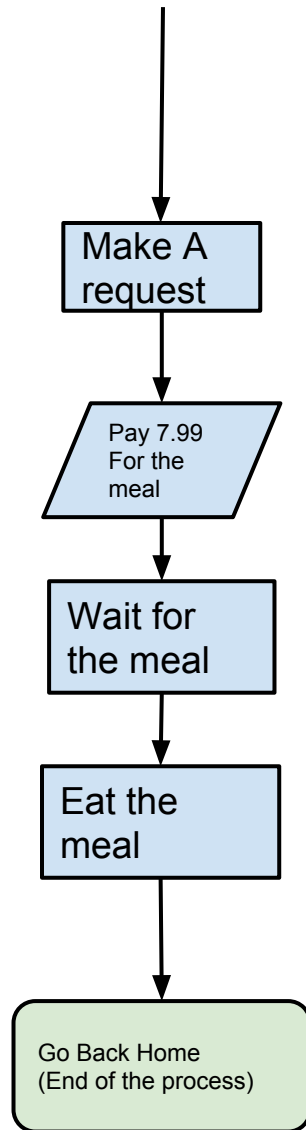 Make A
request
Pay 7.99
For the
meal
Wait for
the meal
Eat the
meal
Go Back Home
(End of the process)